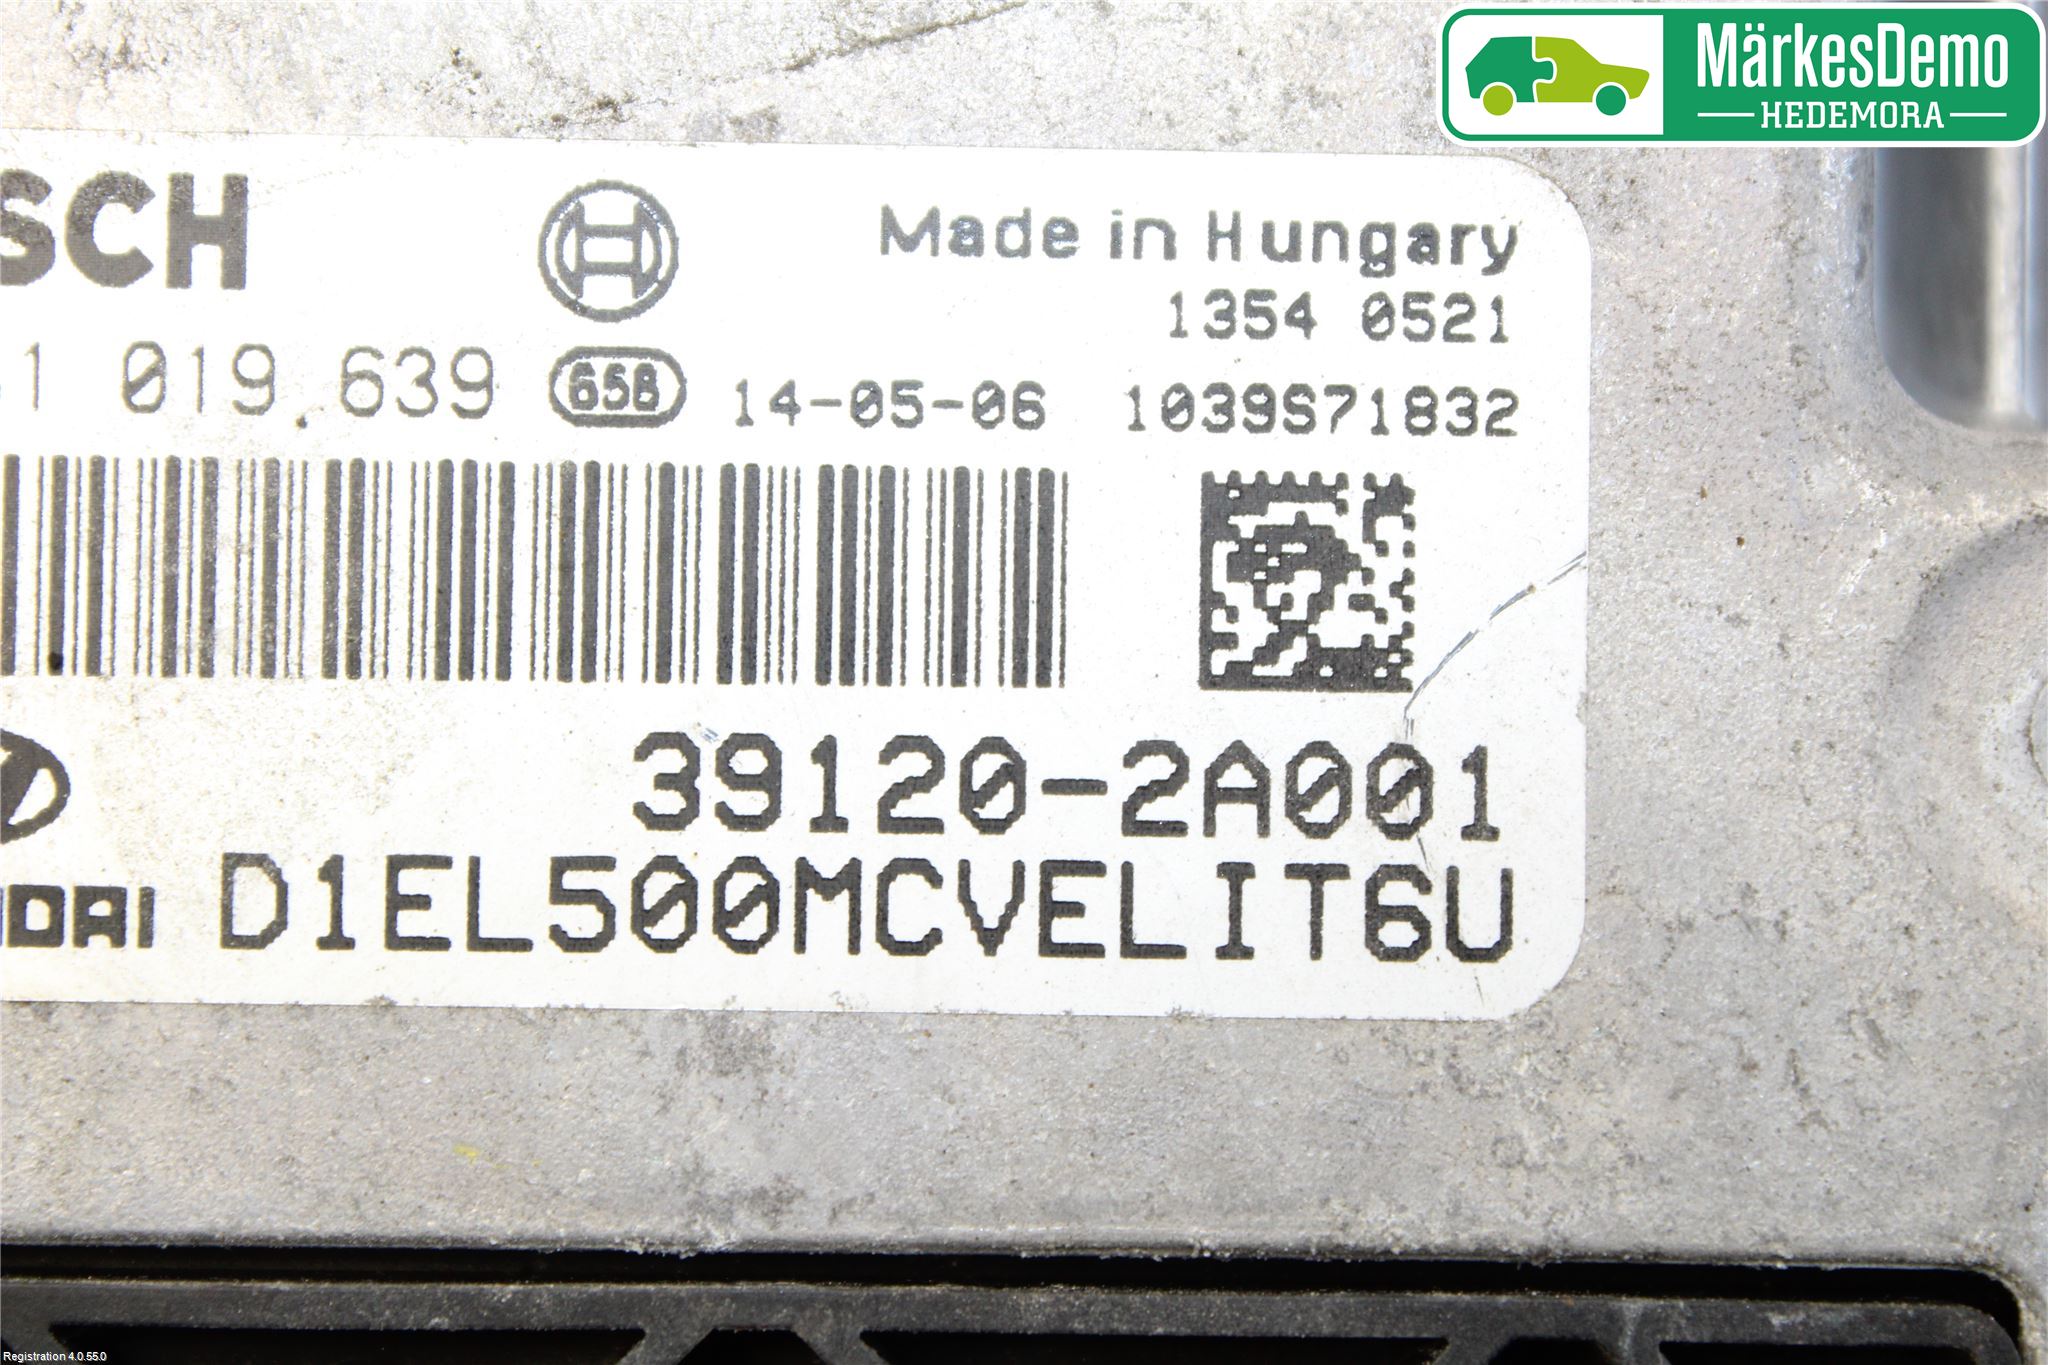 MärkesDemo
HEDEMORA
SCH
Made in Hungary
1354 0521
1 019 639
658
14-05-06
1039S71832
39120-2A001
D1EL500MCVELIT6U
Registration 4.0.55.0